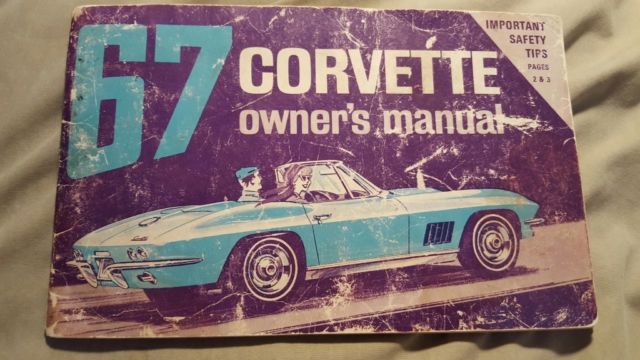 67
CORVETTE
owner's manual
IMPORTANT
SAFETY
TIPS
PAGES
2 & 3